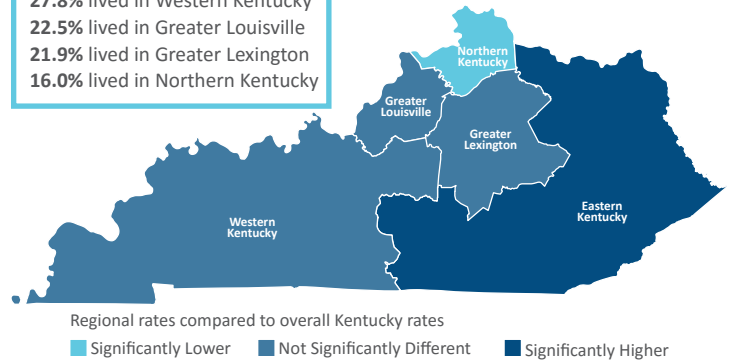 27.8% lived in Western Kentucky
22.5% lived in Greater Louisville
21.9% lived in Greater Lexington
16.0% lived in Northern Kentucky
Northern
Kentucky
Greater
Louisville
Greater
Lexington
Eastern
Kentucky
Western
Kentucky
Regional rates compared to overall Kentucky rates
Significantly Lower
Not Significantly Different
Significantly Higher